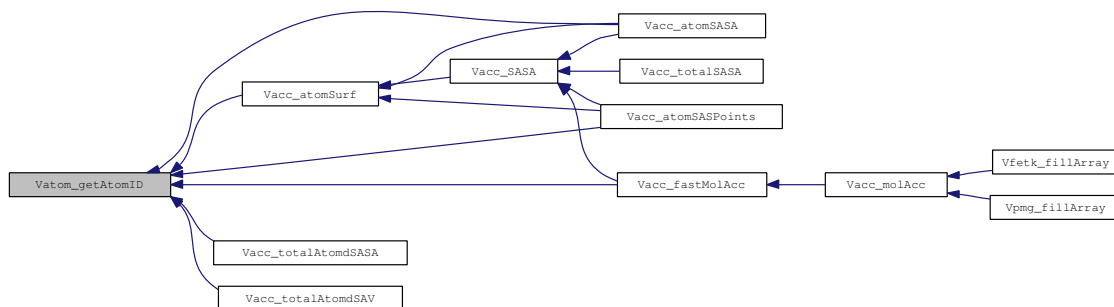 Vacc_atomSASA
Vacc_SASA
Vacc_totalSASA
Vacc_atomSurf
Vacc_atomSASPoints
Vatom_getAtomID
Vacc_fastMolAcc
Vacc_molAcc
Vfetk_fillArray
Vpmg_fillArray
Vacc_totalAtomdSASA
Vacc_totalAtomdSAV